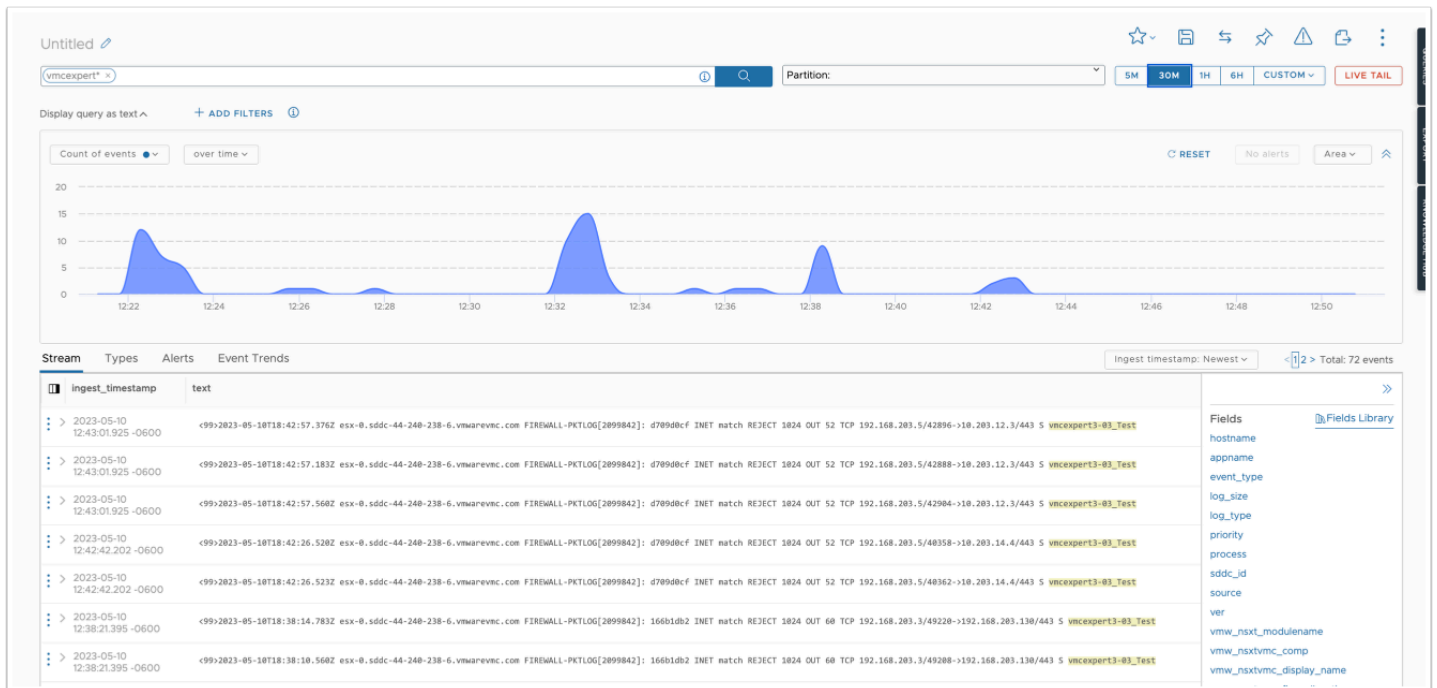 Untitled
vmcexpert* ×
Partition:
5M 30M 1H 6H CUSTOM LIVE TAIL
Display query as text + ADD FILTERS
Count of events over time RESET No alerts Area
20
15
10
5
0
12:22 12:24 12:26 12:28 12:30 12:32 12:34 12:36 12:38 12:40 12:42 12:44 12:46 12:48 12:50
Stream Types Alerts Event Trends Ingest timestamp: Newest < 1 2 > Total: 72 events
ingest_timestamp text
2023-05-10
12:43:01.925 -0600
<99>2023-05-10T18:42:57.376Z esx-0.sddc-44-240-238-6.vmwarevmc.com FIREWALL-PKTLOG[2099842]: d709d0cf INET match REJECT 1024 OUT 52 TCP 192.168.203.5/42896->10.203.12.3/443 S vmcexpert3-03_Test
2023-05-10
12:43:01.925 -0600
<99>2023-05-10T18:42:57.183Z esx-0.sddc-44-240-238-6.vmwarevmc.com FIREWALL-PKTLOG[2099842]: d709d0cf INET match REJECT 1024 OUT 52 TCP 192.168.203.5/42888->10.203.12.3/443 S vmcexpert3-03_Test
2023-05-10
12:43:01.925 -0600
<99>2023-05-10T18:42:57.560Z esx-0.sddc-44-240-238-6.vmwarevmc.com FIREWALL-PKTLOG[2099842]: d709d0cf INET match REJECT 1024 OUT 52 TCP 192.168.203.5/42904->10.203.12.3/443 S vmcexpert3-03_Test
2023-05-10
12:42:42.202 -0600
<99>2023-05-10T18:42:26.520Z esx-0.sddc-44-240-238-6.vmwarevmc.com FIREWALL-PKTLOG[2099842]: d709d0cf INET match REJECT 1024 OUT 52 TCP 192.168.203.5/40358->10.203.14.4/443 S vmcexpert3-03_Test
2023-05-10
12:42:42.202 -0600
<99>2023-05-10T18:42:26.523Z esx-0.sddc-44-240-238-6.vmwarevmc.com FIREWALL-PKTLOG[2099842]: d709d0cf INET match REJECT 1024 OUT 52 TCP 192.168.203.5/40362->10.203.14.4/443 S vmcexpert3-03_Test
2023-05-10
12:38:21.395 -0600
<99>2023-05-10T18:38:14.783Z esx-0.sddc-44-240-238-6.vmwarevmc.com FIREWALL-PKTLOG[2099842]: 166b1db2 INET match REJECT 1024 OUT 60 TCP 192.168.203.3/49220->192.168.203.130/443 S vmcexpert3-03_Test
2023-05-10
12:38:21.395 -0600
<99>2023-05-10T18:38:10.560Z esx-0.sddc-44-240-238-6.vmwarevmc.com FIREWALL-PKTLOG[2099842]: 166b1db2 INET match REJECT 1024 OUT 60 TCP 192.168.203.3/49208->192.168.203.130/443 S vmcexpert3-03_Test
Fields Fields Library
hostname
appname
event_type
log_size
log_type
priority
process
sddc_id
source
ver
vmw_nsxt_modulename
vmw_nsxtvmc_comp
vmw_nsxtvmc_display_name